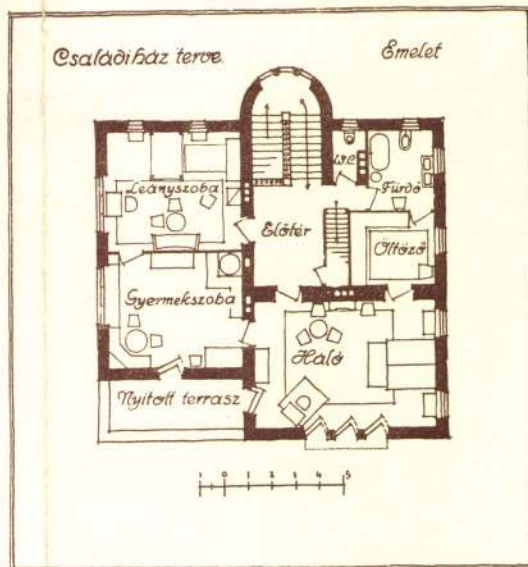 Családiház terve.
Emelet
W.C.
Leányszoba
Fürdő
Előtér
Öltöző
Gyermekszoba
Háló
Nyitott terrasz
1 0 1 2 3 4 5